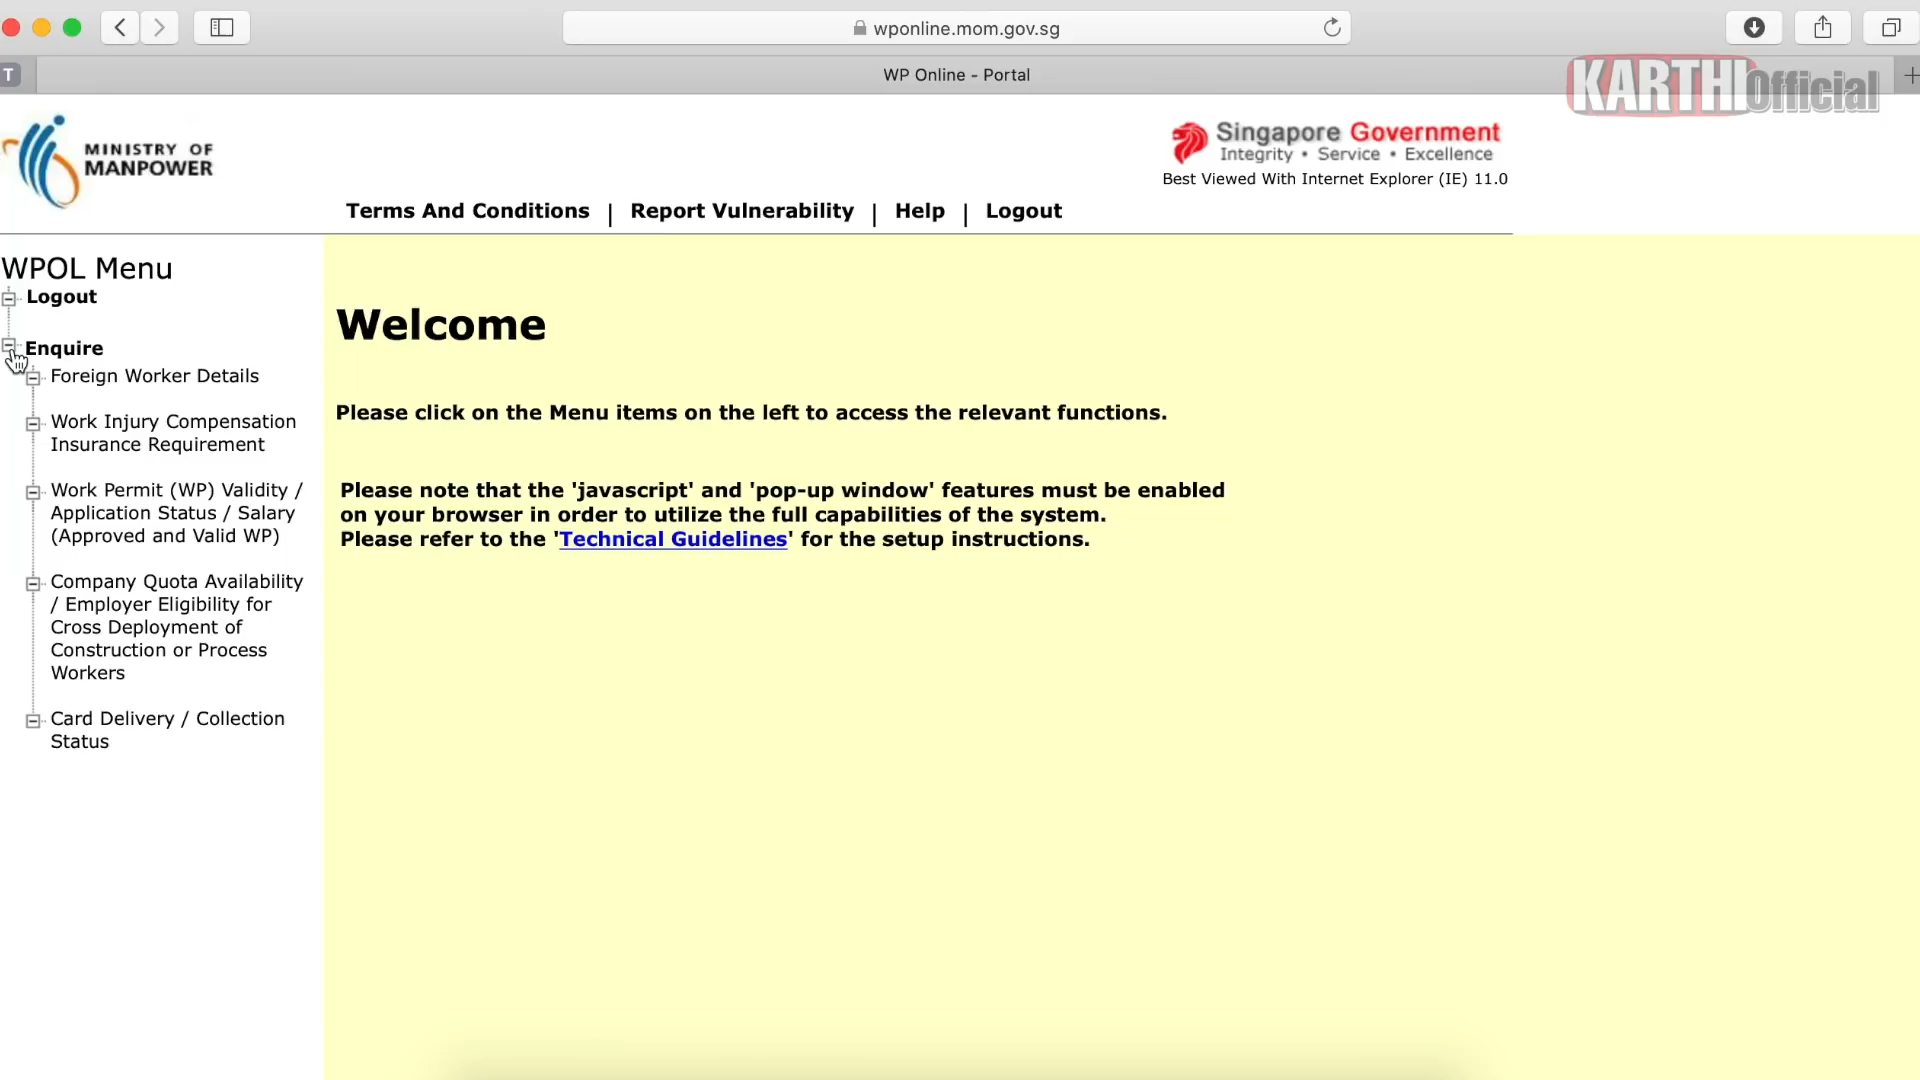 wponline.mom.gov.sg
T
WP Online - Portal
KARTHI Official
MINISTRY OF
MANPOWER
Singapore Government
Integrity • Service • Excellence
Best Viewed With Internet Explorer (IE) 11.0
Terms And Conditions | Report Vulnerability | Help | Logout
WPOL Menu
Logout
Enquire
Foreign Worker Details
Work Injury Compensation
Insurance Requirement
Work Permit (WP) Validity /
Application Status / Salary
(Approved and Valid WP)
Company Quota Availability
/ Employer Eligibility for
Cross Deployment of
Construction or Process
Workers
Card Delivery / Collection
Status
Welcome
Please click on the Menu items on the left to access the relevant functions.
Please note that the 'javascript' and 'pop-up window' features must be enabled
on your browser in order to utilize the full capabilities of the system.
Please refer to the 'Technical Guidelines' for the setup instructions.